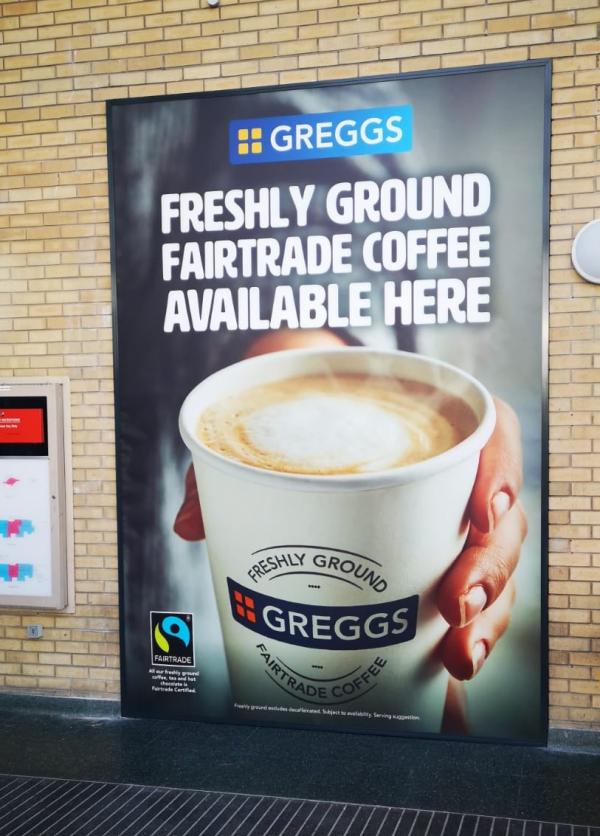 GREGGS
FRESHLY GROUND
FAIRTRADE COFFEE
AVAILABLE HERE
FRESHLY GROUND
GREGGS
FAIRTRADE COFFEE
FAIRTRADE
All our freshly ground
coffee, tea and hot
chocolate is
Fairtrade Certified.
Freshly ground excludes decaffeinated. Subject to availability. Serving suggestion.